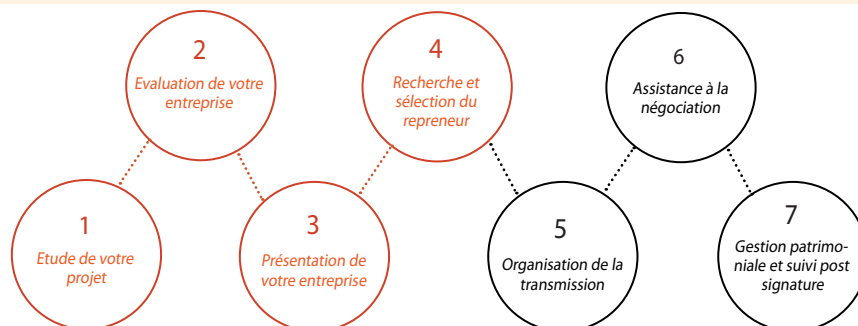 1
Etude de votre
projet
2
Evaluation de votre
entreprise
3
Présentation de
votre entreprise
4
Recherche et
sélection du
repreneur
5
Organisation de la
transmission
6
Assistance à la
négociation
7
Gestion patrimo-
niale et suivi post
signature